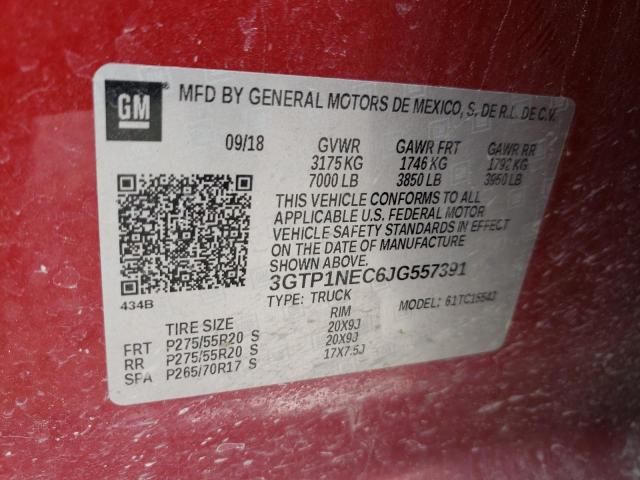 GM
MFD BY GENERAL MOTORS DE MEXICO, S. DE R.L. DE C.V.
09/18 GVWR GAWR FRT GAWR RR
3175 KG 1746 KG 1792 KG
7000 LB 3850 LB 3950 LB
THIS VEHICLE CONFORMS TO ALL
APPLICABLE U.S. FEDERAL MOTOR
VEHICLE SAFETY STANDARDS IN EFFECT
ON THE DATE OF MANUFACTURE
SHOWN ABOVE.
434B
3GTP1NEC6JG557391
TYPE: TRUCK MODEL: 61TC15543
TIRE SIZE RIM
FRT P275/55R20 S 20X9J
RR P275/55R20 S 20X9J
SPA P265/70R17 S 17X7.5J